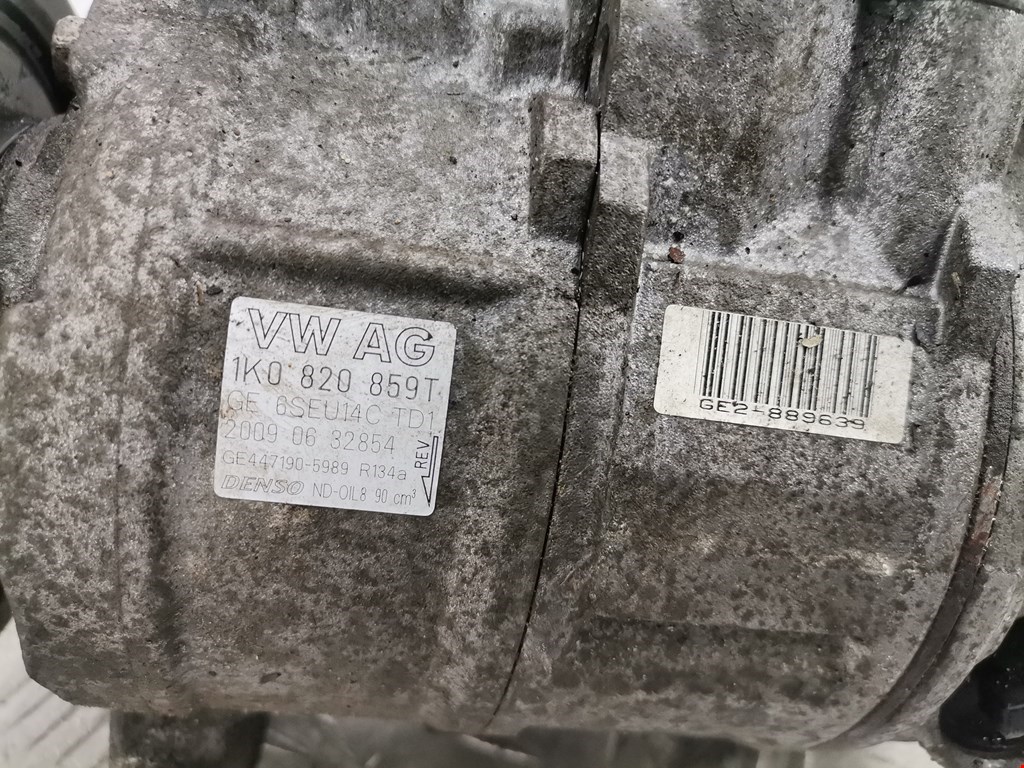 VW AG
1K0 820 859T
GE 6SEU14C TD1
2009 06 32854
REV
GE447190-5989 R134a
DENSO ND-OIL8 90 cm³
GE2-889639